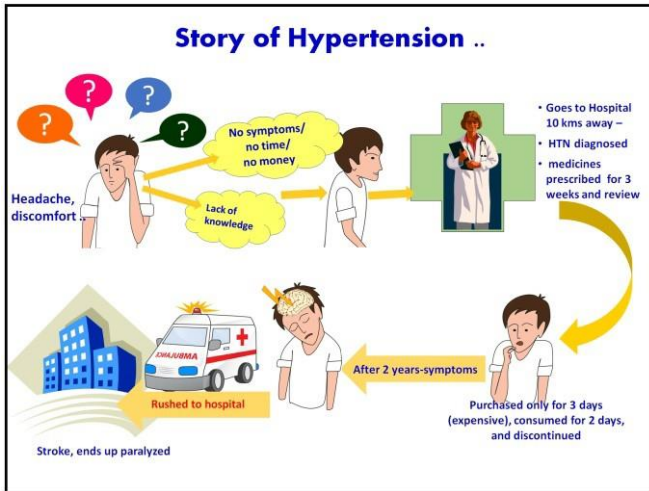 Story of Hypertension ..
?
?
?
?
Headache,
discomfort ..
No symptoms/
no time/
no money
Lack of
knowledge
• Goes to Hospital
10 kms away –
• HTN diagnosed
• medicines
prescribed for 3
weeks and review
Purchased only for 3 days
(expensive), consumed for 2 days,
and discontinued
After 2 years-symptoms
AMBULANCE
Rushed to hospital
Stroke, ends up paralyzed